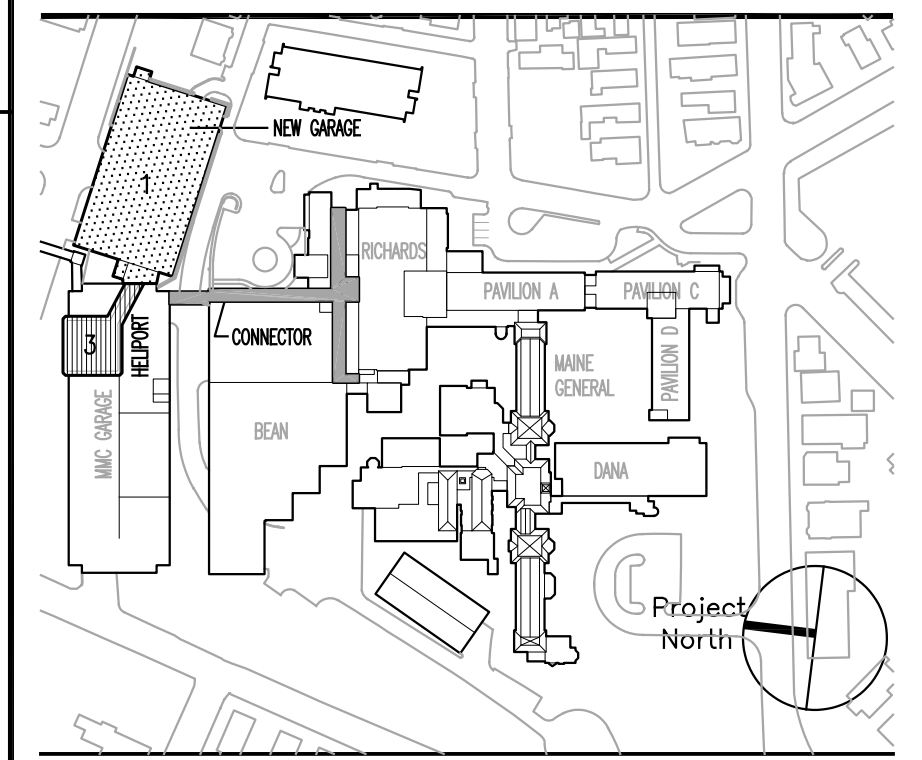 NEW GARAGE
1
RICHARDS
PAVILION A
PAVILION C
CONNECTOR
HELIPORT
3
MAINE
GENERAL
PAVILION D
MMC GARAGE
BEAN
DANA
Project
North